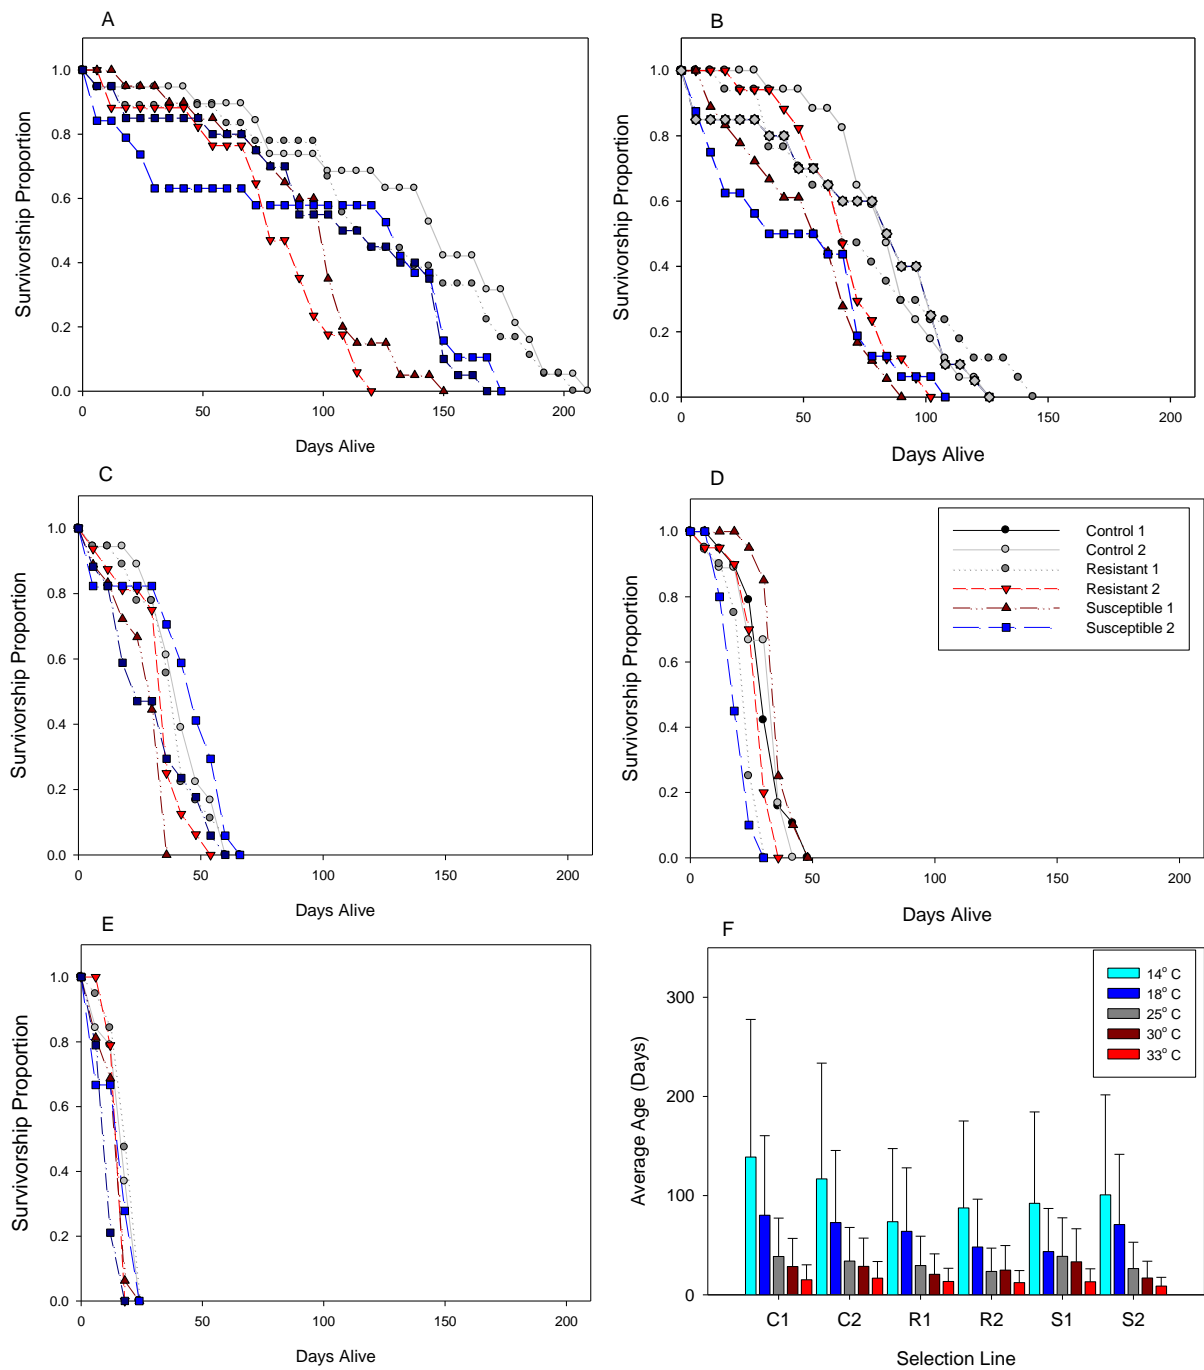 A
Survivorship Proportion
1.0
0.8
0.6
0.4
0.2
0.0
0
50
100
150
200
Days Alive
B
Survivorship Proportion
1.0
0.8
0.6
0.4
0.2
0.0
0
50
100
150
200
Days Alive
C
Survivorship Proportion
1.0
0.8
0.6
0.4
0.2
0.0
0
50
100
150
200
Days Alive
D
Survivorship Proportion
1.0
0.8
0.6
0.4
0.2
0.0
0
50
100
150
200
Days Alive
Control 1
Control 2
Resistant 1
Resistant 2
Susceptible 1
Susceptible 2
E
Survivorship Proportion
1.0
0.8
0.6
0.4
0.2
0.0
0
50
100
150
200
Days Alive
F
Average Age (Days)
300
200
100
0
C1
C2
R1
R2
S1
S2
Selection Line
14° C
18° C
25° C
30° C
33° C